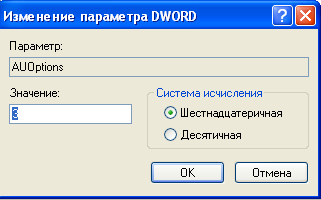 Изменение параметра DWORD
Параметр:
AUOptions
Значение:
3
Система исчисления
Шестнадцатеричная
Десятичная
OK
Отмена